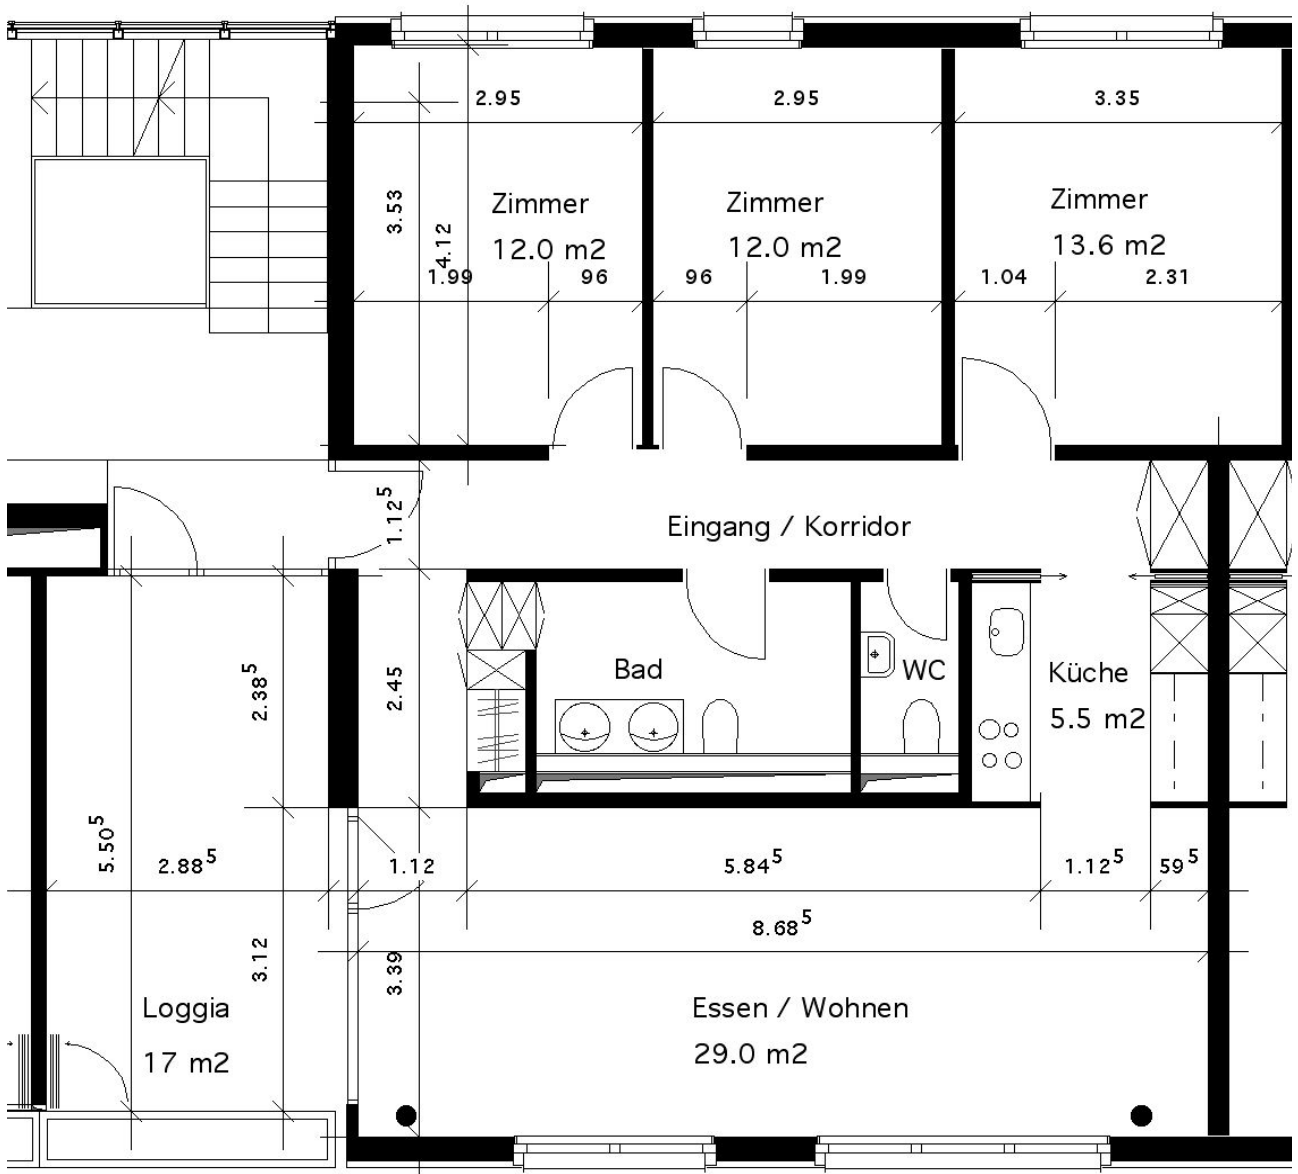 2.95
2.95
3.35
3.53
4.12
Zimmer
12.0 m2
Zimmer
12.0 m2
Zimmer
13.6 m2
1.99
96
96
1.99
1.04
2.31
1.12⁵
Eingang / Korridor
2.38⁵
2.45
Bad
WC
Küche
5.5 m2
5.50⁵
2.88⁵
1.12
5.84⁵
1.12⁵
59⁵
8.68⁵
3.12
3.39
Loggia
17 m2
Essen / Wohnen
29.0 m2